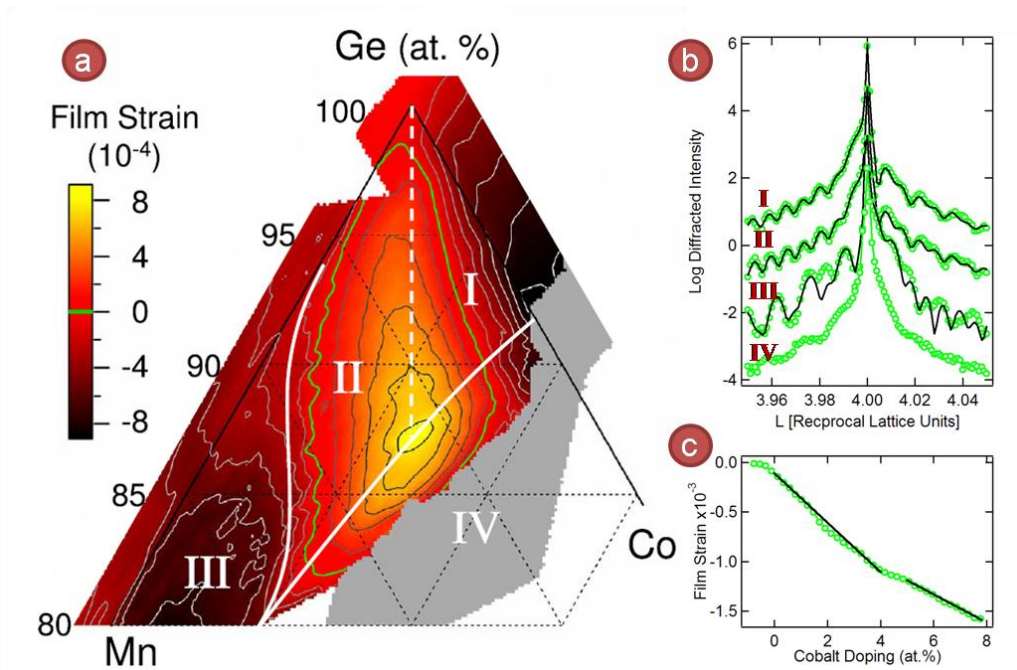 a
Ge (at. %)
Film Strain
(10⁻⁴)
8
4
0
-4
-8
100
95
90
85
80
I
II
III
IV
Mn
Co
b
Log Diffracted Intensity
6
4
2
0
-2
-4
I
II
III
IV
3.96 3.98 4.00 4.02 4.04
L [Reciprocal Lattice Units]
c
Film Strain x10⁻³
0.0
-0.5
-1.0
-1.5
0 2 4 6 8
Cobalt Doping (at.%)